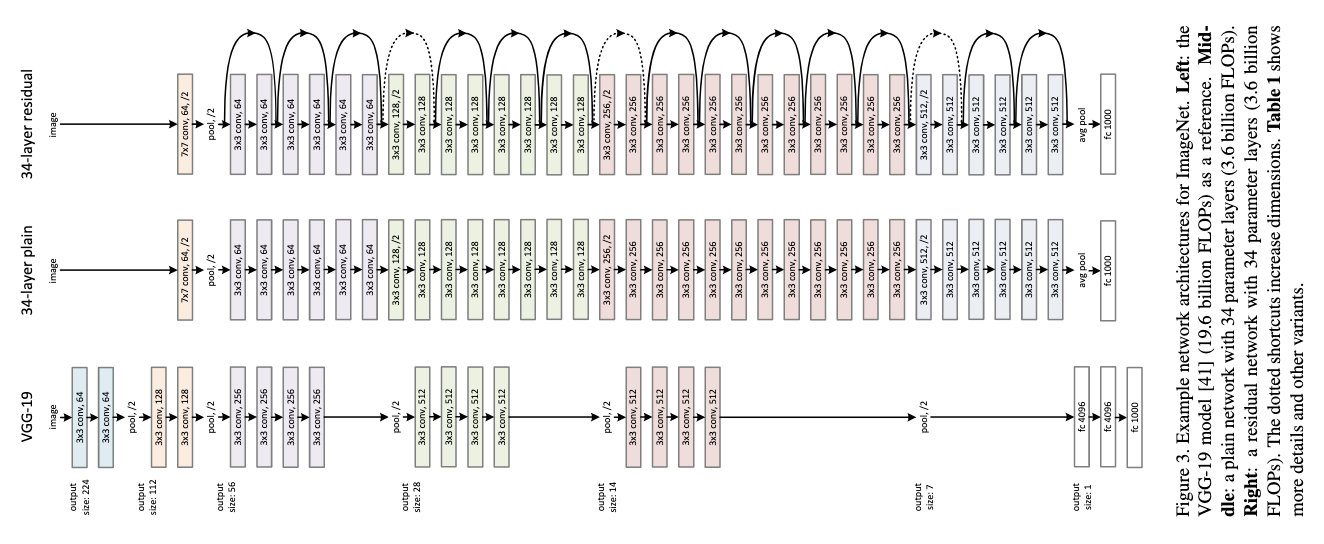 output
size: 224
output
size: 112
output
size: 56
output
size: 28
output
size: 14
output
size: 7
output
size: 1
VGG-19
image
3x3 conv, 64
3x3 conv, 64
pool, /2
3x3 conv, 128
3x3 conv, 128
pool, /2
3x3 conv, 256
3x3 conv, 256
3x3 conv, 256
3x3 conv, 256
pool, /2
3x3 conv, 512
3x3 conv, 512
3x3 conv, 512
3x3 conv, 512
pool, /2
3x3 conv, 512
3x3 conv, 512
3x3 conv, 512
3x3 conv, 512
pool, /2
fc 4096
fc 4096
fc 1000
34-layer plain
image
7x7 conv, 64, /2
pool, /2
3x3 conv, 64
3x3 conv, 64
3x3 conv, 64
3x3 conv, 64
3x3 conv, 64
3x3 conv, 64
3x3 conv, 128, /2
3x3 conv, 128
3x3 conv, 128
3x3 conv, 128
3x3 conv, 128
3x3 conv, 128
3x3 conv, 128
3x3 conv, 128
3x3 conv, 256, /2
3x3 conv, 256
3x3 conv, 256
3x3 conv, 256
3x3 conv, 256
3x3 conv, 256
3x3 conv, 256
3x3 conv, 256
3x3 conv, 256
3x3 conv, 256
3x3 conv, 256
3x3 conv, 256
3x3 conv, 512, /2
3x3 conv, 512
3x3 conv, 512
3x3 conv, 512
3x3 conv, 512
3x3 conv, 512
avg pool
fc 1000
34-layer residual
image
7x7 conv, 64, /2
pool, /2
3x3 conv, 64
3x3 conv, 64
3x3 conv, 64
3x3 conv, 64
3x3 conv, 64
3x3 conv, 64
3x3 conv, 128, /2
3x3 conv, 128
3x3 conv, 128
3x3 conv, 128
3x3 conv, 128
3x3 conv, 128
3x3 conv, 128
3x3 conv, 128
3x3 conv, 256, /2
3x3 conv, 256
3x3 conv, 256
3x3 conv, 256
3x3 conv, 256
3x3 conv, 256
3x3 conv, 256
3x3 conv, 256
3x3 conv, 256
3x3 conv, 256
3x3 conv, 256
3x3 conv, 256
3x3 conv, 512, /2
3x3 conv, 512
3x3 conv, 512
3x3 conv, 512
3x3 conv, 512
3x3 conv, 512
avg pool
fc 1000
Figure 3. Example network architectures for ImageNet. Left: the
VGG-19 model [41] (19.6 billion FLOPs) as a reference. Mid-
dle: a plain network with 34 parameter layers (3.6 billion FLOPs).
Right: a residual network with 34 parameter layers (3.6 billion
FLOPs). The dotted shortcuts increase dimensions. Table 1 shows
more details and other variants.